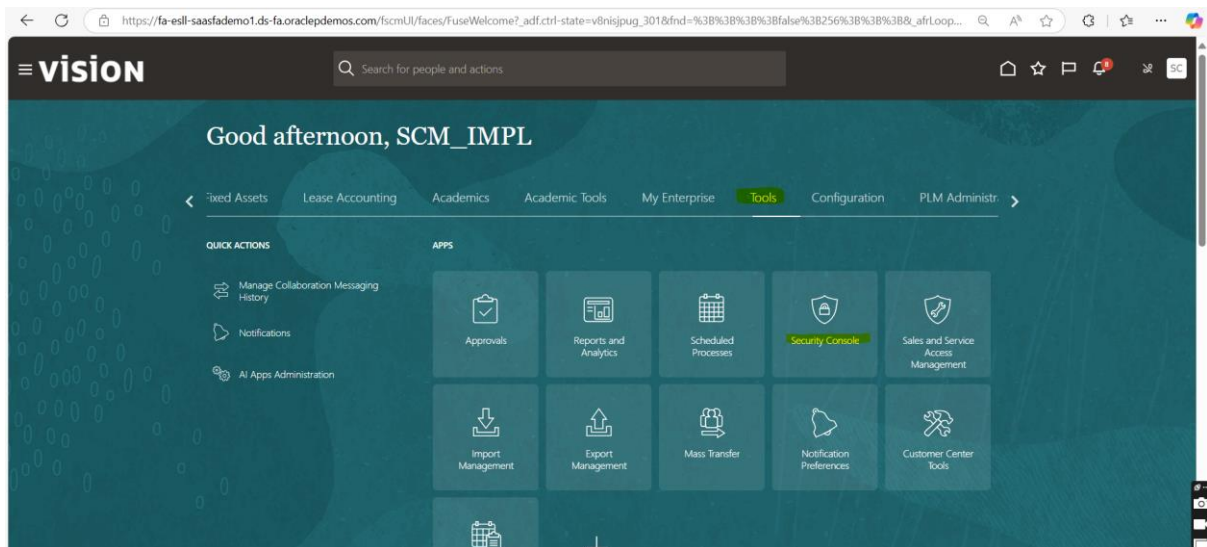 https://fa-esll-saasfademo1.ds-fa.oraclepdemos.com/fscmUI/faces/FuseWelcome?_adf.ctrl-state=v8nisjpug_301&fnd=%3B%3B%3B%3Bfalse%3B256%3B%3B%3B&_afrLoop...
vision
Search for people and actions
8
SC
Good afternoon, SCM_IMPL
Fixed Assets Lease Accounting Academics Academic Tools My Enterprise Tools Configuration PLM Administr
QUICK ACTIONS
APPS
Manage Collaboration Messaging
History
Notifications
AI Apps Administration
Approvals
Reports and
Analytics
Scheduled
Processes
Security Console
Sales and Service
Access
Management
Import
Management
Export
Management
Mass Transfer
Notification
Preferences
Customer Center
Tools